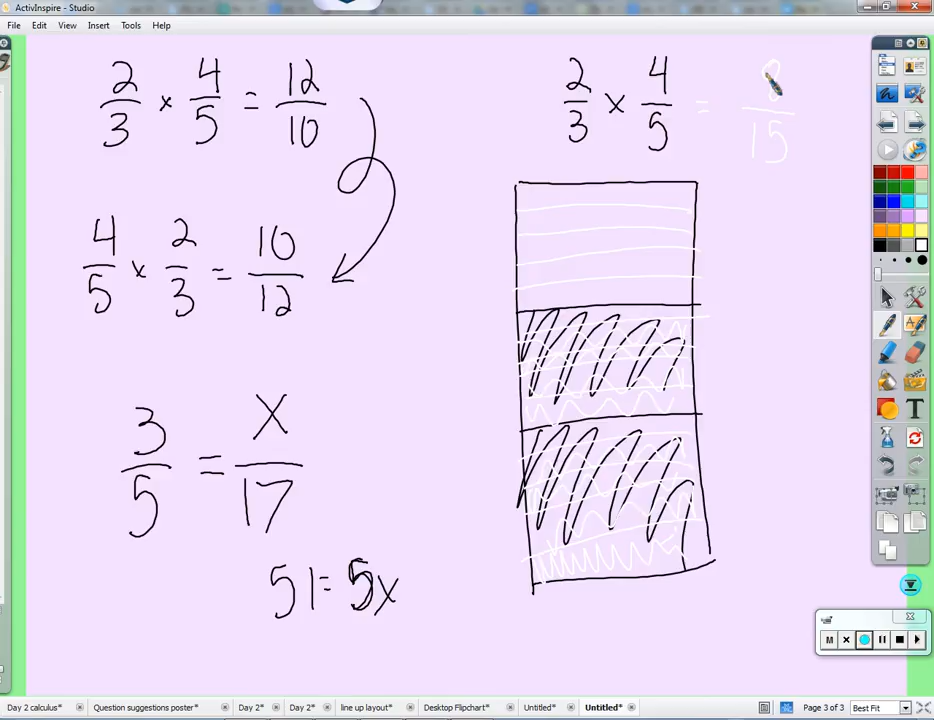 ActivInspire - Studio
File Edit View Insert Tools Help
2/3 × 4/5 = 12/10
2/3 × 4/5 = 8/15
4/5 × 2/3 = 10/12
3/5 = X/17
51 = 5x
T
M
Day 2 calculus* Question suggestions poster* Day 2* Day 2* line up layout* Desktop Flipchart* Untitled* Untitled* Page 3 of 3 Best Fit